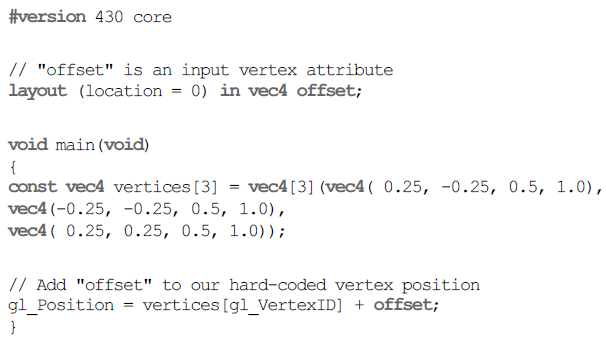 #version 430 core
// "offset" is an input vertex attribute
layout (location = 0) in vec4 offset;
void main(void)
{
const vec4 vertices[3] = vec4[3](vec4( 0.25, -0.25, 0.5, 1.0),
vec4(-0.25, -0.25, 0.5, 1.0),
vec4( 0.25, 0.25, 0.5, 1.0));
// Add "offset" to our hard-coded vertex position
gl_Position = vertices[gl_VertexID] + offset;
}